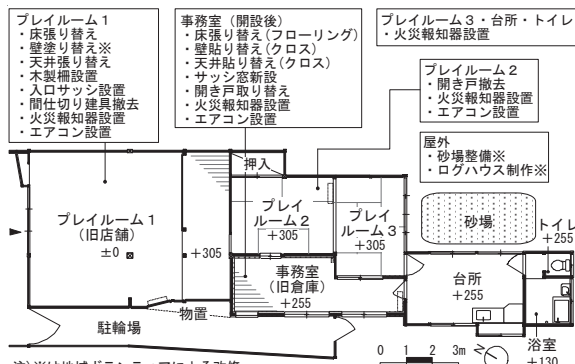 プレイルーム1
・床張り替え
・壁塗り替え※
・天井張り替え
・木製柵設置
・入口サッシ設置
・間仕切り建具撤去
・火災報知器設置
・エアコン設置
事務室（開設後）
・床張り替え(フローリング)
・壁貼り替え(クロス)
・天井貼り替え(クロス)
・サッシ窓新設
・開き戸取り替え
・火災報知器設置
・エアコン設置
プレイルーム3・台所・トイレ
・火災報知器設置
プレイルーム2
・開き戸撤去
・火災報知器設置
・エアコン設置
屋外
・砂場整備※
・ログハウス制作※
押入
プレイルーム1
(旧店舗)
±0
+305
プレイ
ルーム2
+305
プレイ
ルーム3
+305
砂場
トイレ
+255
事務室
(旧倉庫)
+255
台所
+255
物置
駐輪場
0 1 2 3m
N
浴室
+130
注)※は地域ボランティアによる改修